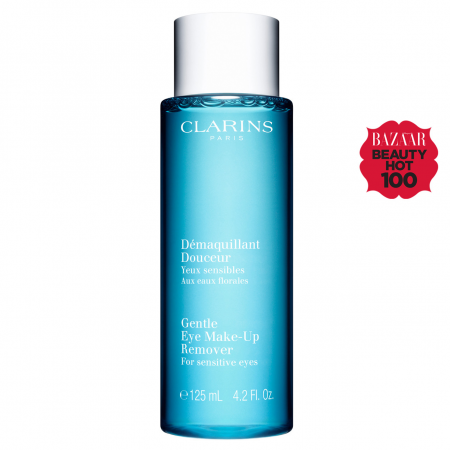 CLARINS
PARIS
Démaquillant
Douceur
Yeux sensibles
Aux eaux florales
Gentle
Eye Make-Up
Remover
For sensitive eyes
℮125 mL 4.2 Fl. Oz.
BAZAAR
BEAUTY
HOT
100